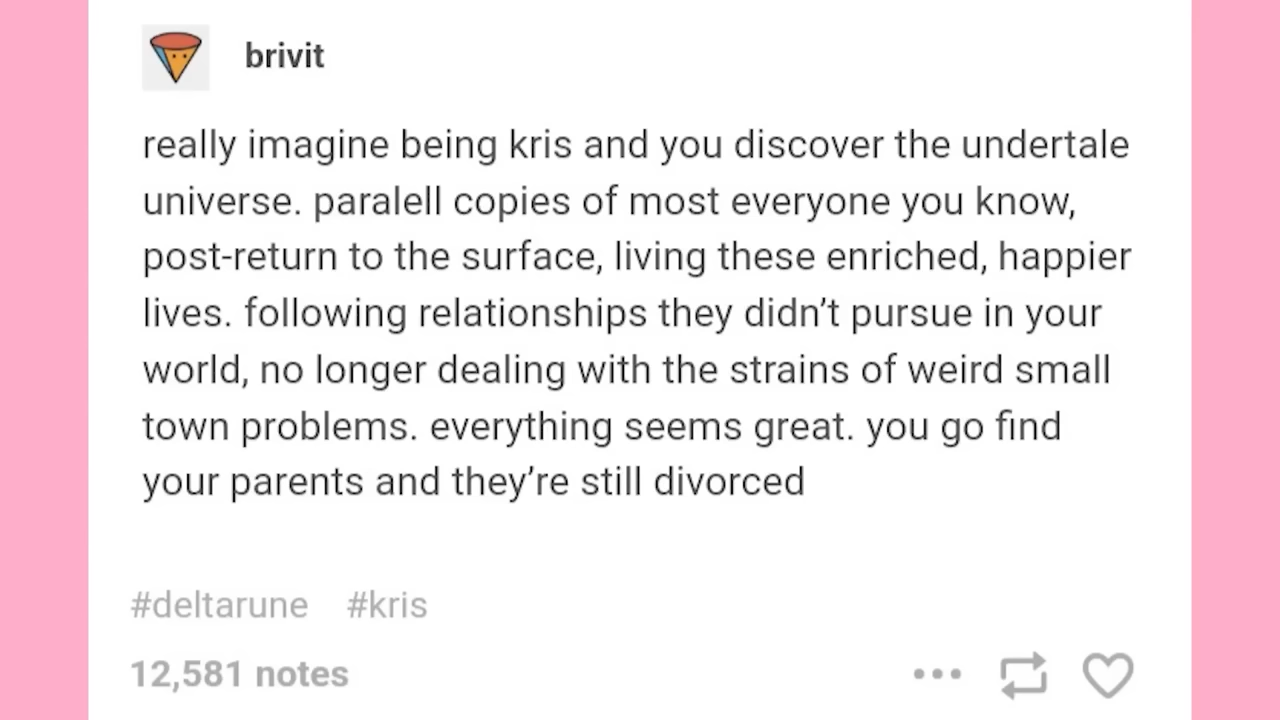 brivit
really imagine being kris and you discover the undertale
universe. paralell copies of most everyone you know,
post-return to the surface, living these enriched, happier
lives. following relationships they didn’t pursue in your
world, no longer dealing with the strains of weird small
town problems. everything seems great. you go find
your parents and they’re still divorced
#deltarune #kris
12,581 notes